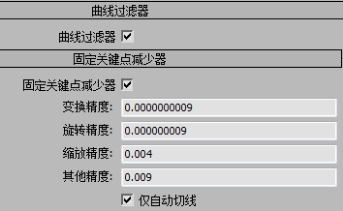 曲线过滤器
曲线过滤器
固定关键点减少器
固定关键点减少器
变换精度: 0.0000000009
旋转精度: 0.000000009
缩放精度: 0.004
其他精度: 0.009
仅自动切线